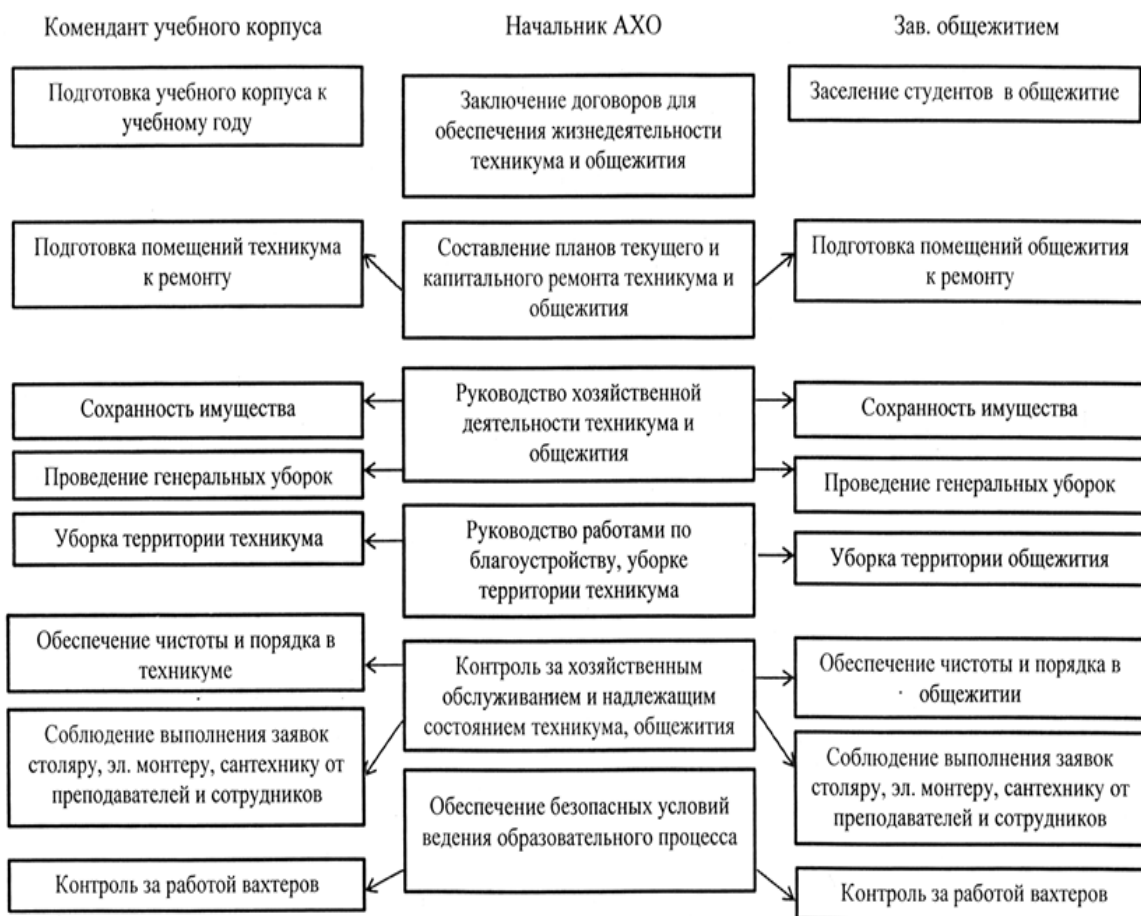 Комендант учебного корпуса
Начальник АХО
Зав. общежитием
Подготовка учебного корпуса к
учебному году
Заключение договоров для
обеспечения жизнедеятельности
техникума и общежития
Заселение студентов в общежитие
Подготовка помещений техникума
к ремонту
Составление планов текущего и
капитального ремонта техникума и
общежития
Подготовка помещений общежития
к ремонту
Сохранность имущества
Руководство хозяйственной
деятельности техникума и
общежития
Сохранность имущества
Проведение генеральных уборок
Проведение генеральных уборок
Уборка территории техникума
Руководство работами по
благоустройству, уборке
территории техникума
Уборка территории общежития
Обеспечение чистоты и порядка в
техникуме
Контроль за хозяйственным
обслуживанием и надлежащим
состоянием техникума, общежития
Обеспечение чистоты и порядка в
общежитии
Соблюдение выполнения заявок
столяру, эл. монтеру, сантехнику от
преподавателей и сотрудников
Обеспечение безопасных условий
ведения образовательного процесса
Соблюдение выполнения заявок
столяру, эл. монтеру, сантехнику от
преподавателей и сотрудников
Контроль за работой вахтеров
Контроль за работой вахтеров